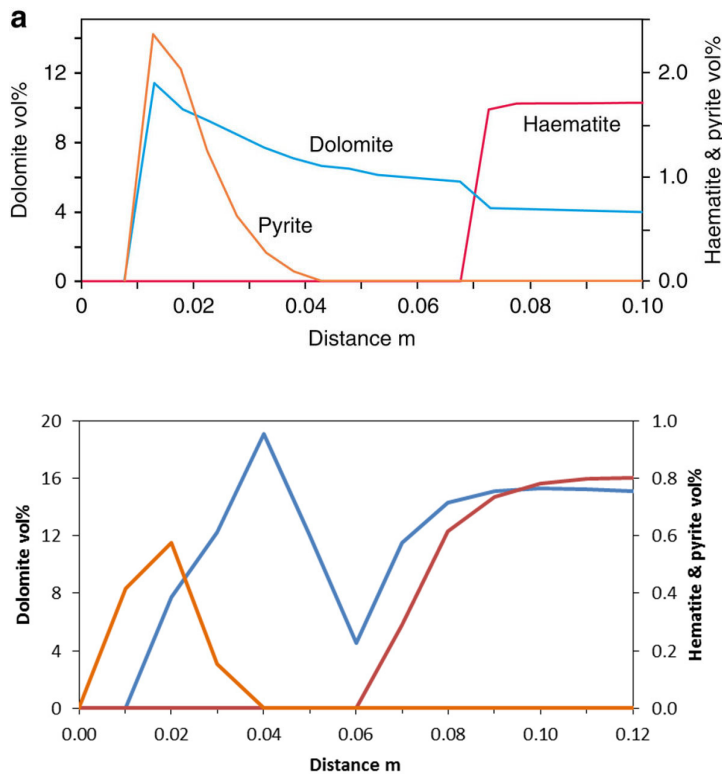 a
Dolomite vol%
12
8
4
0
Dolomite
Pyrite
Haematite
2.0
1.0
0.0
Haematite & pyrite vol%
0 0.02 0.04 0.06 0.08 0.10
Distance m
Dolomite vol%
20
16
12
8
4
0
1.0
0.8
0.6
0.4
0.2
0.0
Hematite & pyrite vol%
0.00 0.02 0.04 0.06 0.08 0.10 0.12
Distance m